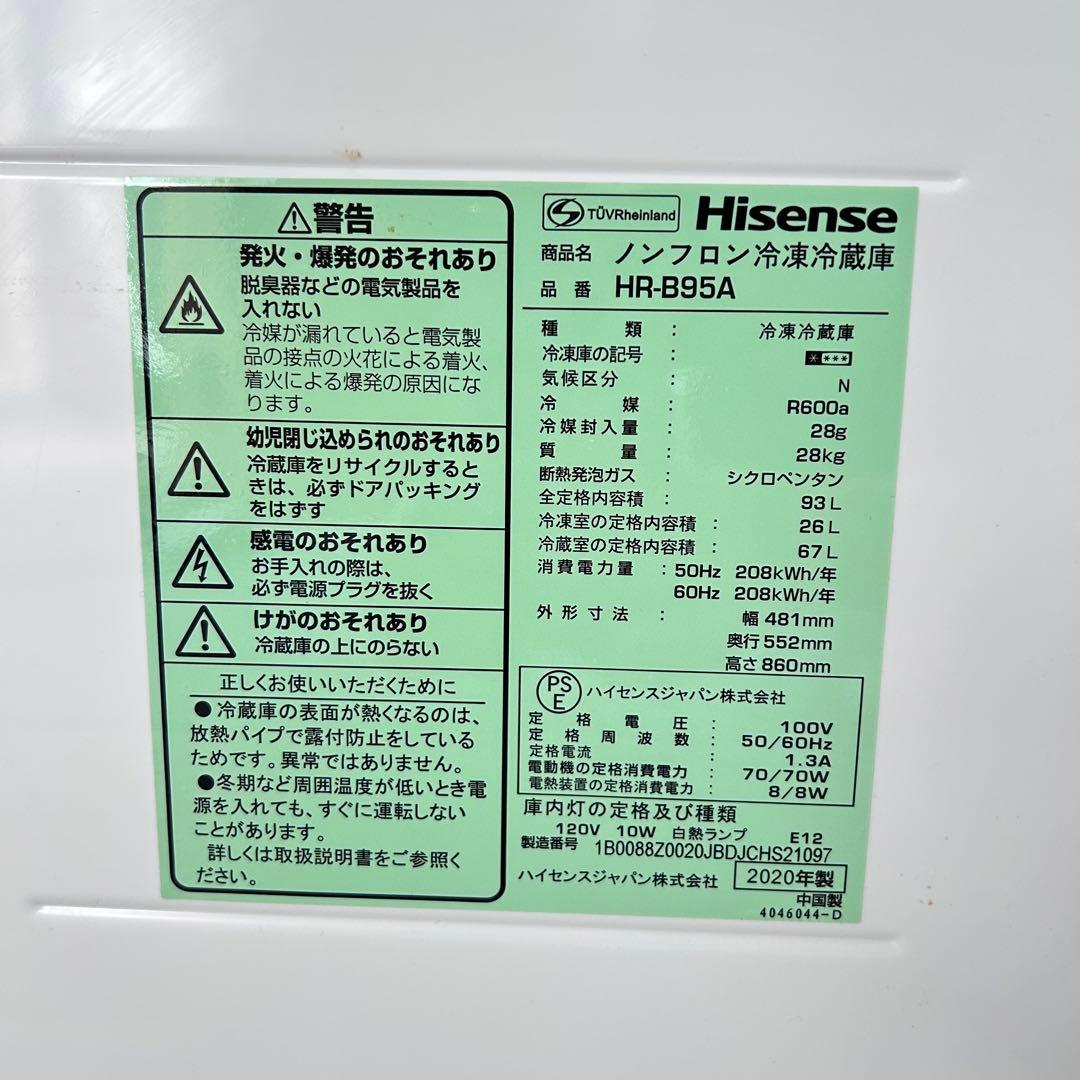 警告
発火・爆発のおそれあり
脱臭器などの電気製品を
入れない
冷媒が漏れていると電気製
品の接点の火花による着火、
着火による爆発の原因にな
ります。
幼児閉じ込められのおそれあり
冷蔵庫をリサイクルすると
きは、必ずドアパッキング
をはずす
感電のおそれあり
お手入れの際は、
必ず電源プラグを抜く
けがのおそれあり
冷蔵庫の上にのらない
正しくお使いいただくために
●冷蔵庫の表面が熱くなるのは、
放熱パイプで露付防止をしている
ためです。異常ではありません。
●冬期など周囲温度が低いとき電
源を入れても、すぐに運転しない
ことがあります。
詳しくは取扱説明書をご参照く
ださい。
TÜVRheinland Hisense
商品名 ノンフロン冷凍冷蔵庫
品番 HR-B95A
種類 : 冷凍冷蔵庫
冷凍庫の記号 : * ***
気候区分 : N
冷媒 : R600a
冷媒封入量 : 28g
質量 : 28kg
断熱発泡ガス : シクロペンタン
全定格内容積 : 93L
冷凍室の定格内容積 : 26L
冷蔵室の定格内容積 : 67L
消費電力量 : 50Hz 208kWh/年
60Hz 208kWh/年
外形寸法 : 幅481mm
奥行552mm
高さ860mm
PSE ハイセンスジャパン株式会社
定格電圧 : 100V
定格周波数 : 50/60Hz
定格電流 : 1.3A
電動機の定格消費電力 : 70/70W
電熱装置の定格消費電力 : 8/8W
庫内灯の定格及び種類
120V 10W 白熱ランプ E12
製造番号 1B0088Z0020JBDJCHS21097
ハイセンスジャパン株式会社 2020年製
中国製
4046044-D